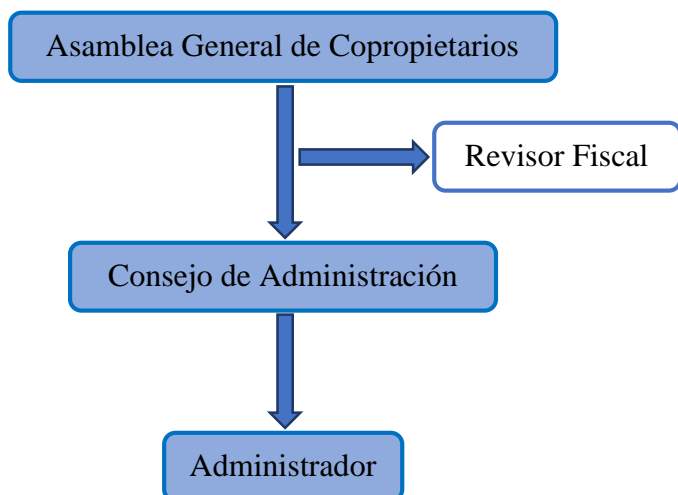 Asamblea General de Copropietarios
Revisor Fiscal
Consejo de Administración
Administrador